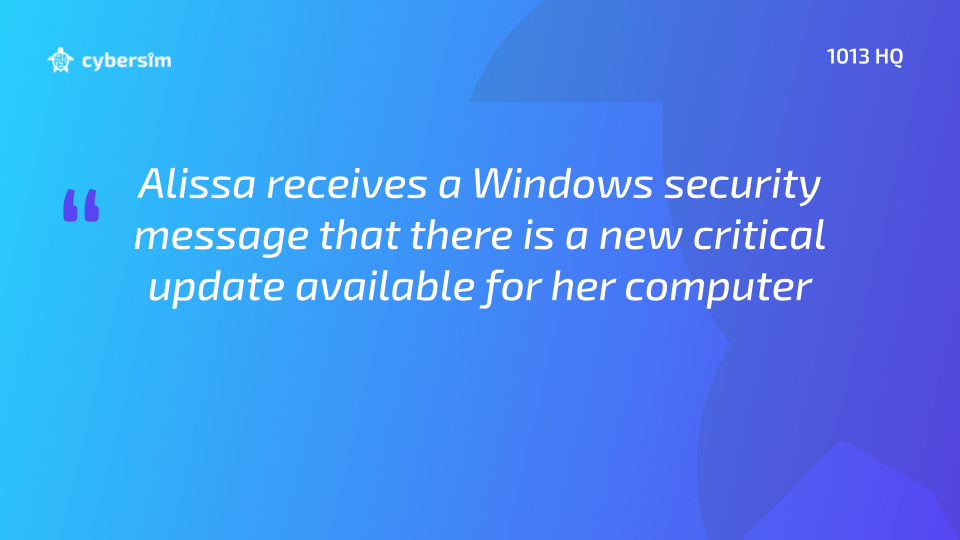 cybersim
1013 HQ
“
Alissa receives a Windows security
message that there is a new critical
update available for her computer